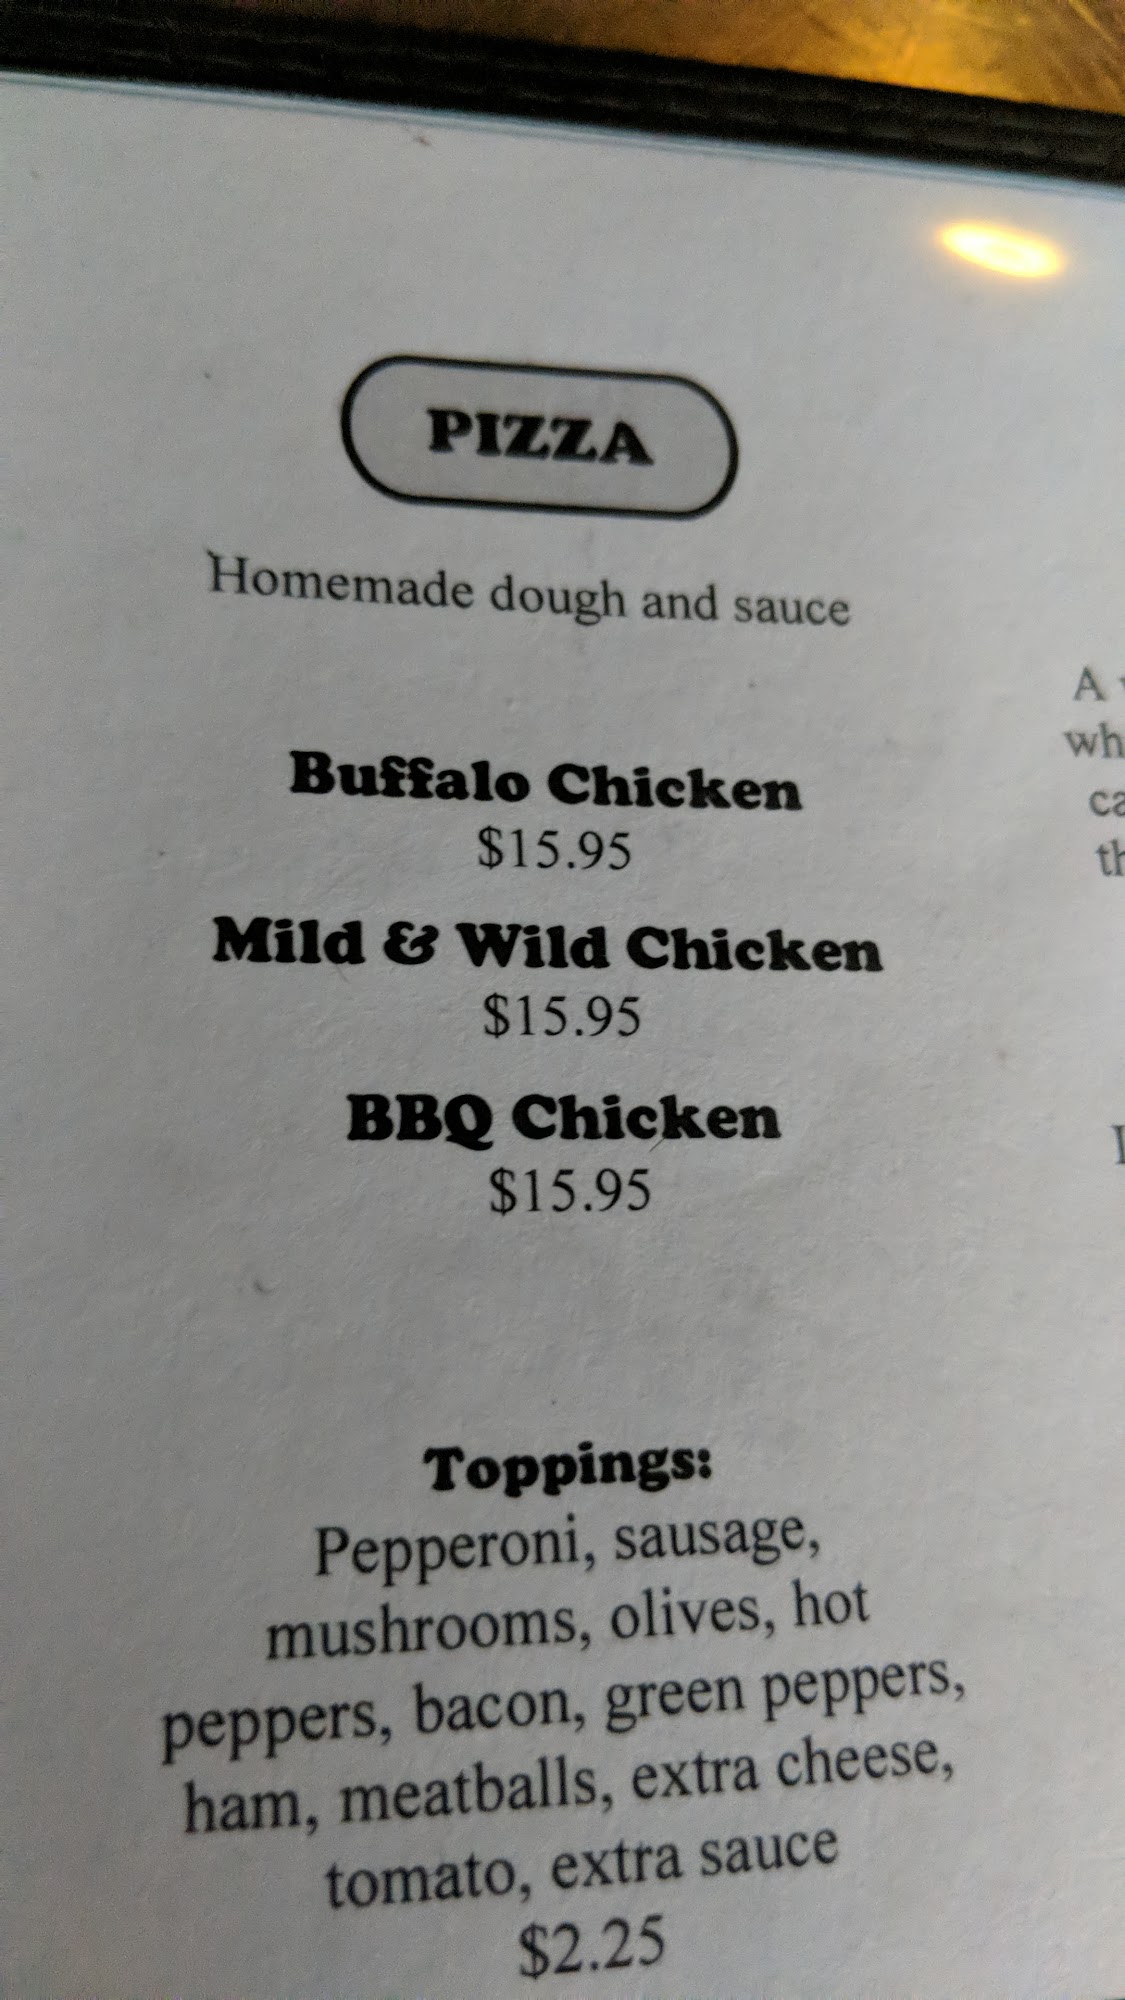 PIZZA
Homemade dough and sauce
Buffalo Chicken
$15.95
Mild & Wild Chicken
$15.95
BBQ Chicken
$15.95
Toppings:
Pepperoni, sausage,
mushrooms, olives, hot
peppers, bacon, green peppers,
ham, meatballs, extra cheese,
tomato, extra sauce
$2.25
A